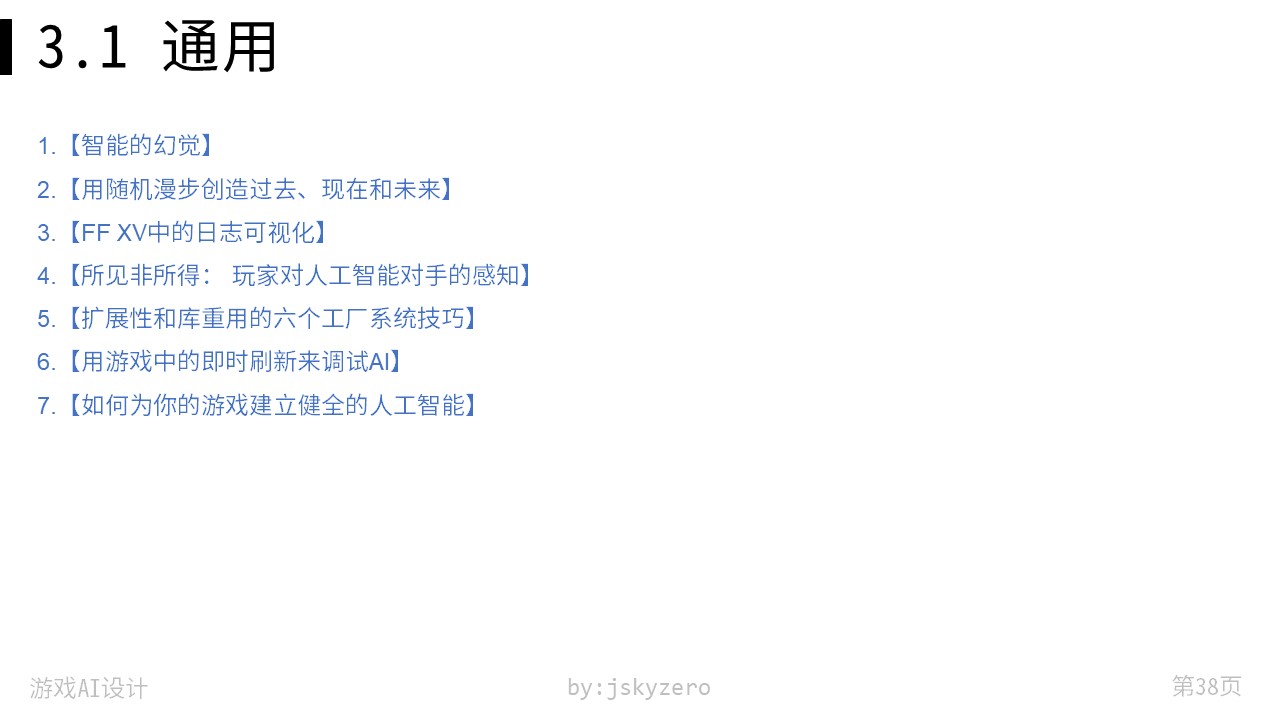 3.1 通用
1.【智能的幻觉】
2.【用随机漫步创造过去、现在和未来】
3.【FF XV中的日志可视化】
4.【所见非所得： 玩家对人工智能对手的感知】
5.【扩展性和库重用的六个工厂系统技巧】
6.【用游戏中的即时刷新来调试AI】
7.【如何为你的游戏建立健全的人工智能】
游戏AI设计
by:jskyzero
第38页